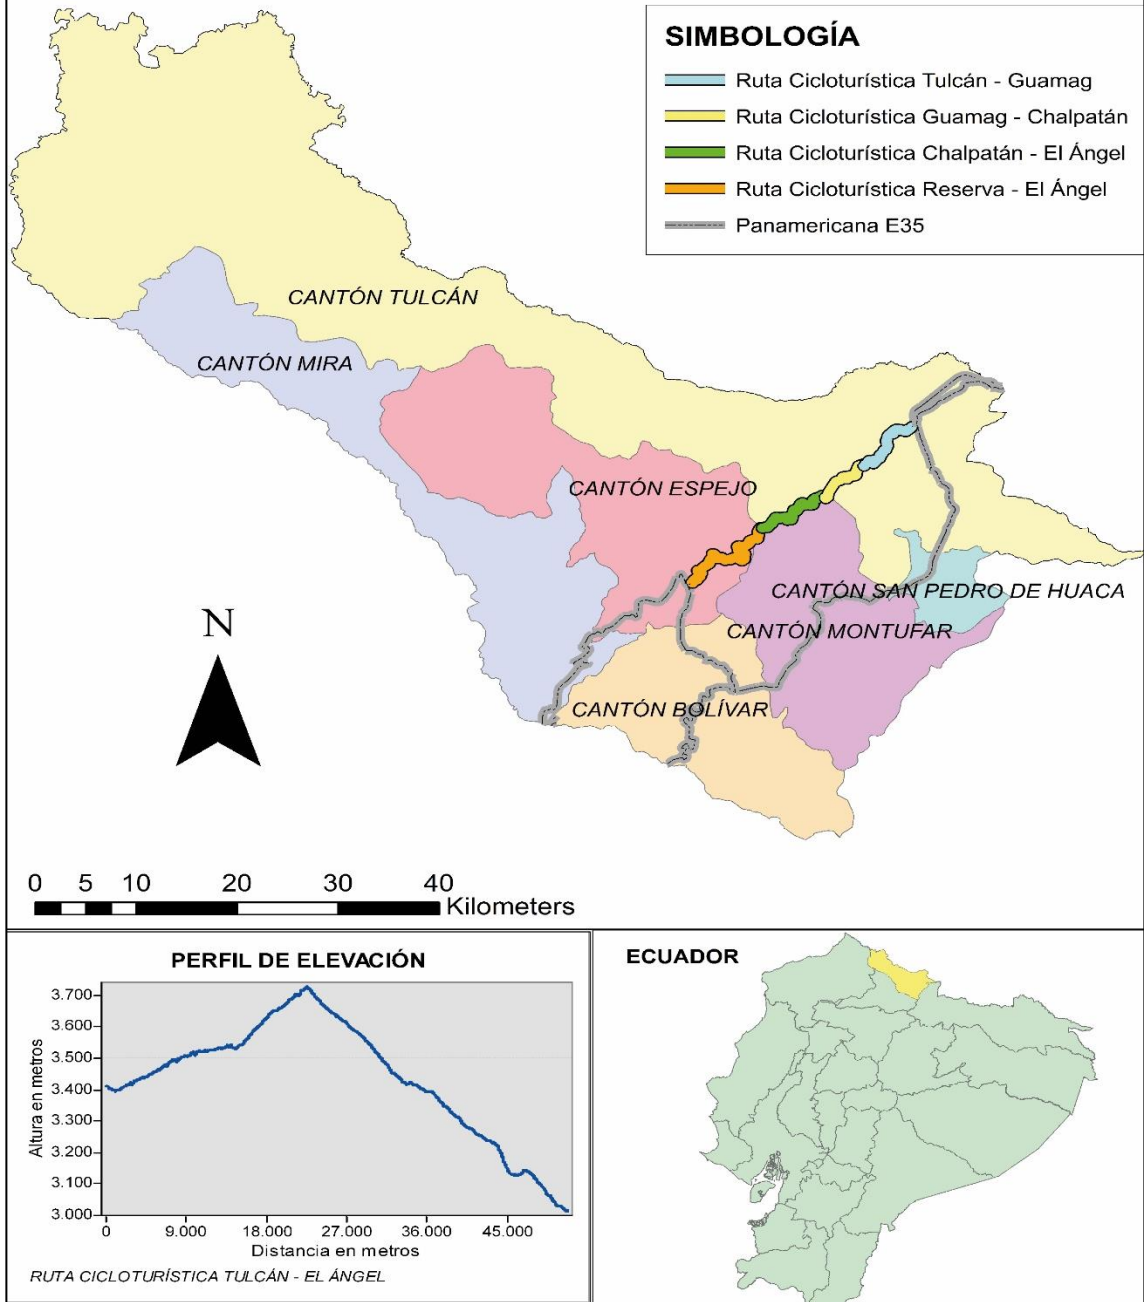 SIMBOLOGÍA
Ruta Cicloturística Tulcán - Guamag
Ruta Cicloturística Guamag - Chalpatán
Ruta Cicloturística Chalpatán - El Ángel
Ruta Cicloturística Reserva - El Ángel
Panamericana E35
CANTÓN TULCÁN
CANTÓN MIRA
CANTÓN ESPEJO
CANTÓN SAN PEDRO DE HUACA
CANTÓN MONTUFAR
CANTÓN BOLÍVAR
N
0 5 10 20 30 40
Kilometers
PERFIL DE ELEVACIÓN
Altura en metros
3.700
3.600
3.500
3.400
3.300
3.200
3.100
3.000
0 9.000 18.000 27.000 36.000 45.000
Distancia en metros
RUTA CICLOTURÍSTICA TULCÁN - EL ÁNGEL
ECUADOR